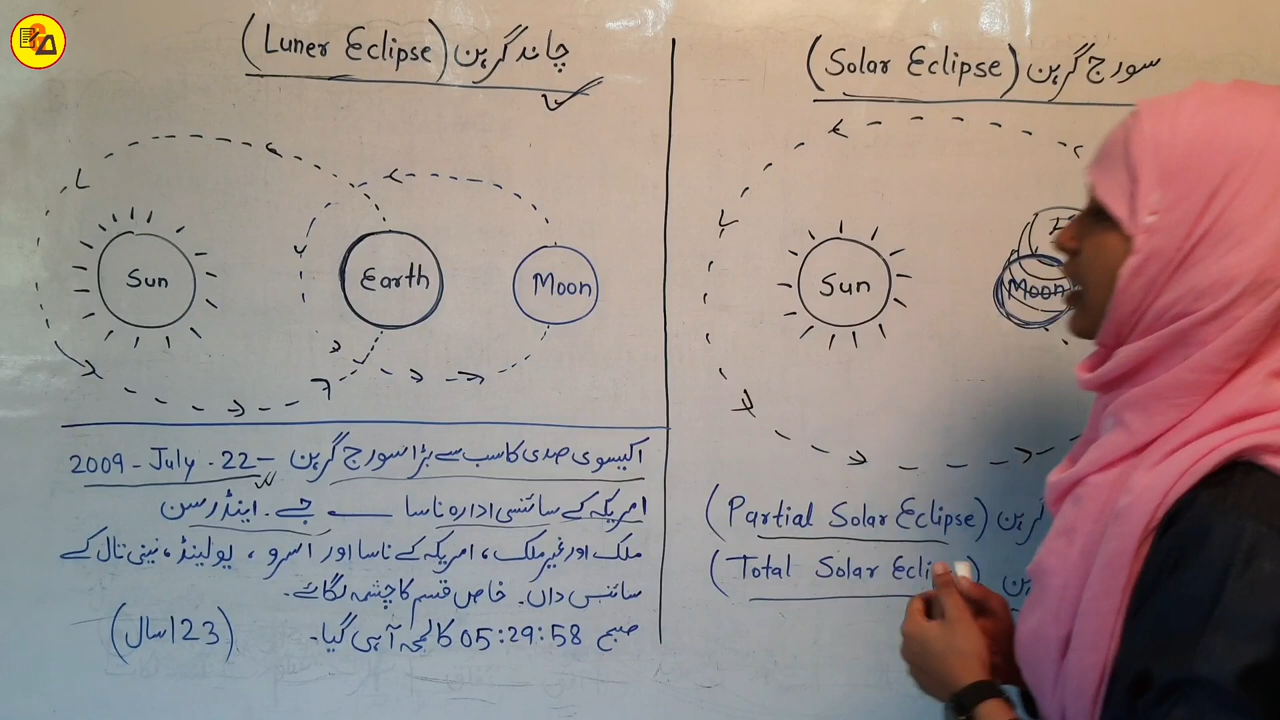 چاند گرہن (Luner Eclipse)
Sun
Earth
Moon
اکیسوی صدی کا سب سے بڑا سورج گرہن – 22 . July - 2009
امریکہ کے سائنسی ادارہ ناسا — جے . اینڈرسن
ملک اور غیر ملک، امریکہ کے ناسا اور اسرو ، پولینڈ، نینی تال کے
سائنس داں۔ خاص قسم کا چشمہ لگائے۔
صبح 05:29:58 کا لمحہ آ ہی گیا۔ (123 سال)
سورج گرہن (Solar Eclipse)
Sun
Moon
گرہن (Partial Solar Eclipse)
(Total Solar